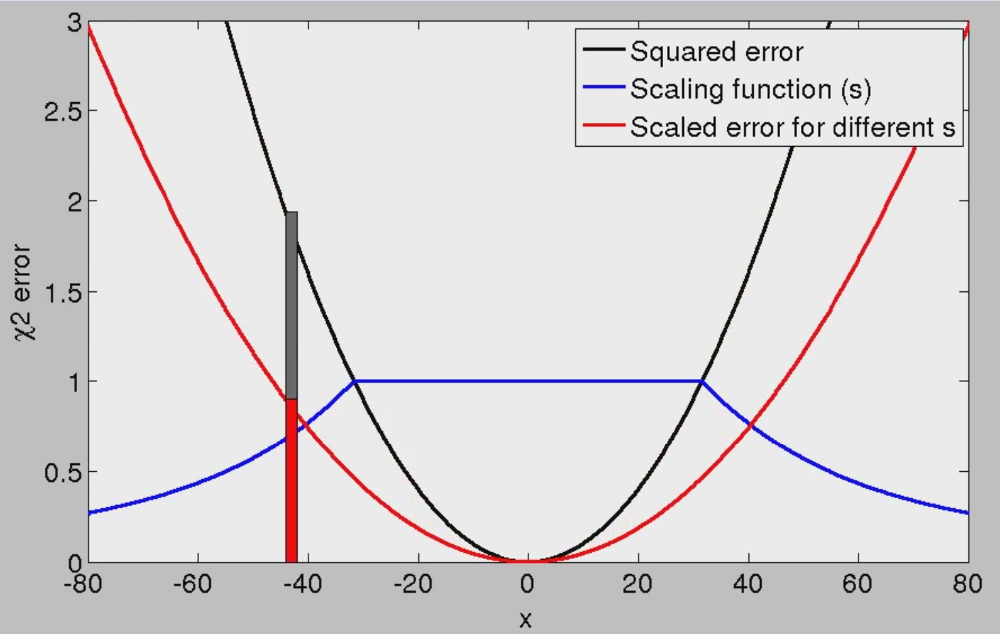 3
2.5
2
1.5
1
0.5
0
χ2 error
Squared error
Scaling function (s)
Scaled error for different s
-80 -60 -40 -20 0 20 40 60 80
x